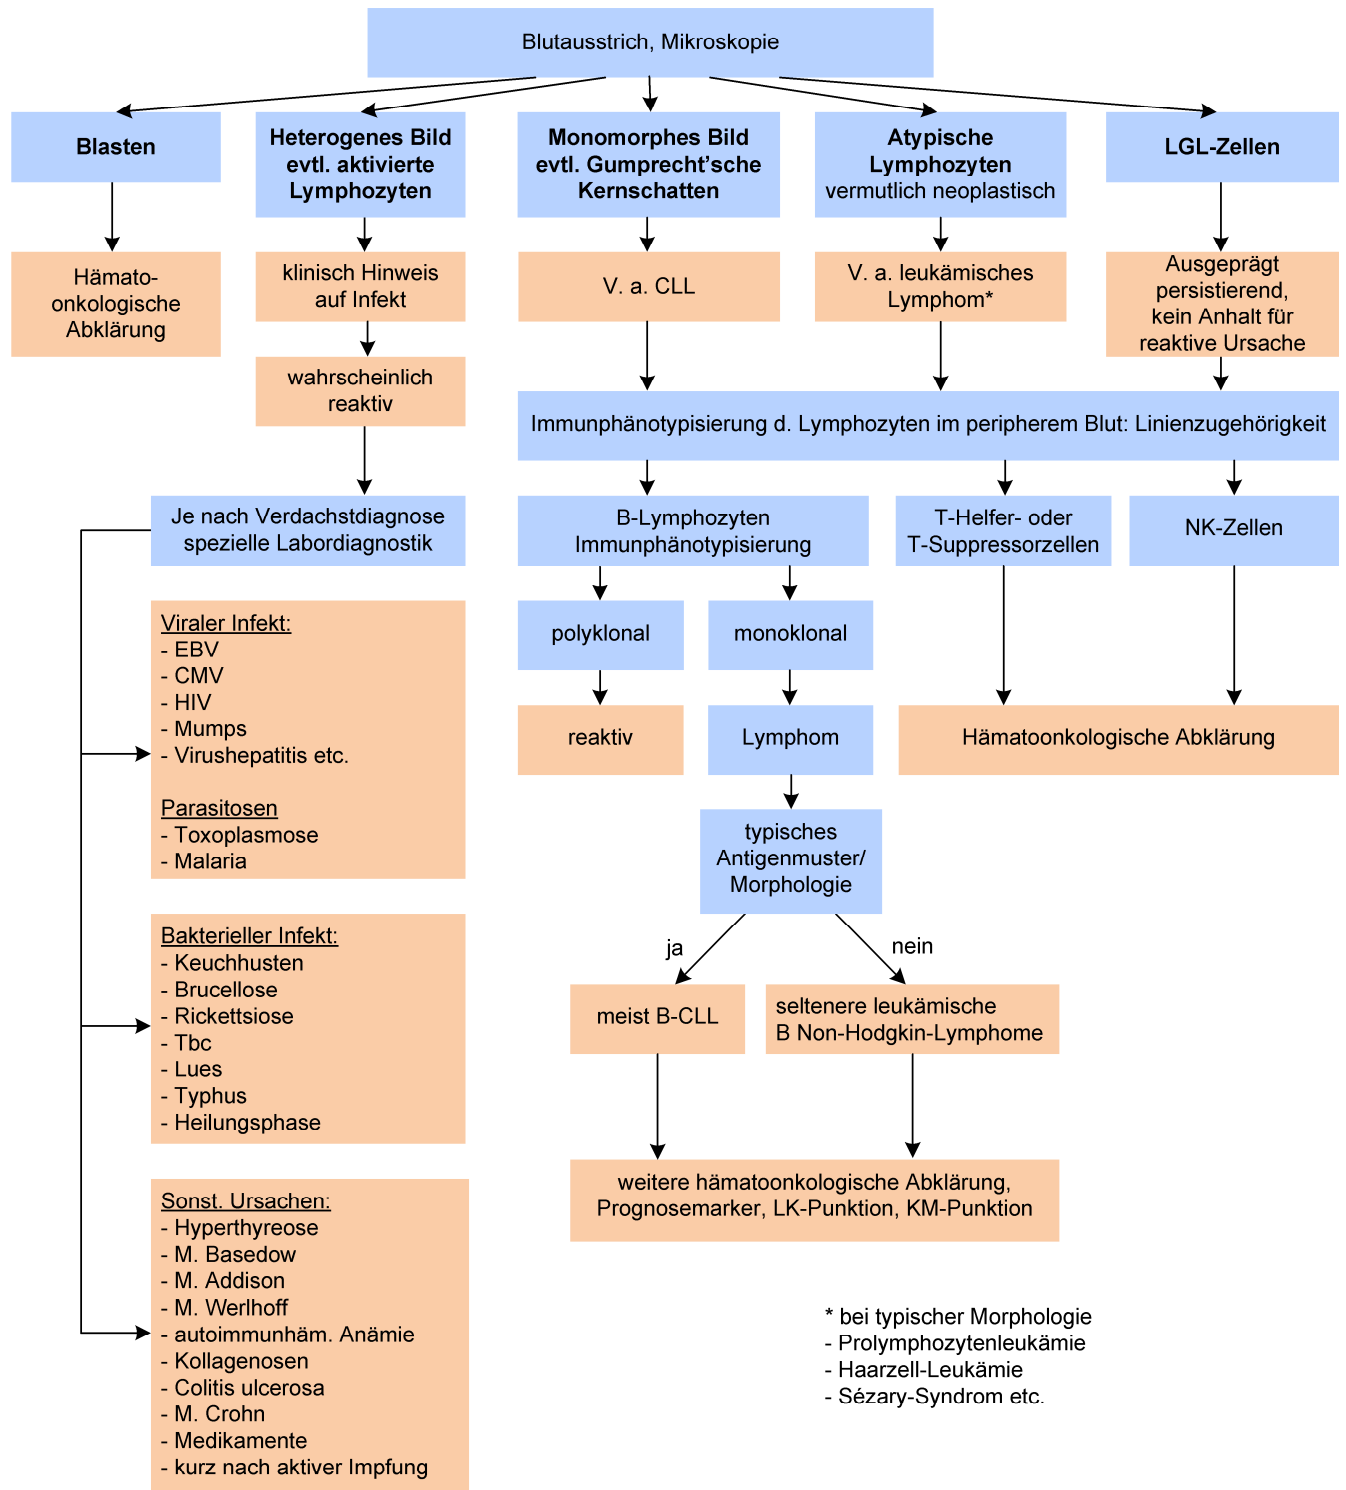 Blutausstrich, Mikroskopie
Blasten
Heterogenes Bild
evtl. aktivierte
Lymphozyten
Monomorphes Bild
evtl. Gumprecht'sche
Kernschatten
Atypische
Lymphozyten
vermutlich neoplastisch
LGL-Zellen
Hämato-
onkologische
Abklärung
klinisch Hinweis
auf Infekt
V. a. CLL
V. a. leukämisches
Lymphom*
Ausgeprägt
persistierend,
kein Anhalt für
reaktive Ursache
wahrscheinlich
reaktiv
Immunphänotypisierung d. Lymphozyten im peripherem Blut: Linienzugehörigkeit
Je nach Verdachstdiagnose
spezielle Labordiagnostik
B-Lymphozyten
Immunphänotypisierung
T-Helfer- oder
T-Suppressorzellen
NK-Zellen
polyklonal
monoklonal
reaktiv
Lymphom
Hämatoonkologische Abklärung
typisches
Antigenmuster/
Morphologie
ja
nein
meist B-CLL
seltenere leukämische
B Non-Hodgkin-Lymphome
weitere hämatoonkologische Abklärung,
Prognosemarker, LK-Punktion, KM-Punktion
Viraler Infekt:
- EBV
- CMV
- HIV
- Mumps
- Virushepatitis etc.
Parasitosen
- Toxoplasmose
- Malaria
Bakterieller Infekt:
- Keuchhusten
- Brucellose
- Rickettsiose
- Tbc
- Lues
- Typhus
- Heilungsphase
Sonst. Ursachen:
- Hyperthyreose
- M. Basedow
- M. Addison
- M. Werlhoff
- autoimmunhäm. Anämie
- Kollagenosen
- Colitis ulcerosa
- M. Crohn
- Medikamente
- kurz nach aktiver Impfung
* bei typischer Morphologie
- Prolymphozytenleukämie
- Haarzell-Leukämie
- Sézary-Syndrom etc.